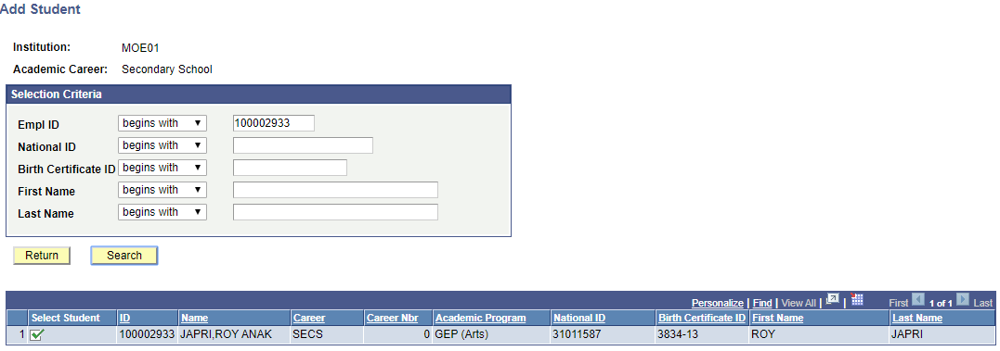 Add Student
Institution: MOE01
Academic Career: Secondary School
Selection Criteria
Empl ID begins with 100002933
National ID begins with
Birth Certificate ID begins with
First Name begins with
Last Name begins with
Return Search
Personalize | Find | View All | | First 1 of 1 Last
Select Student ID Name Career Career Nbr Academic Program National ID Birth Certificate ID First Name Last Name
1 100002933 JAPRI,ROY ANAK SECS 0 GEP (Arts) 31011587 3834-13 ROY JAPRI